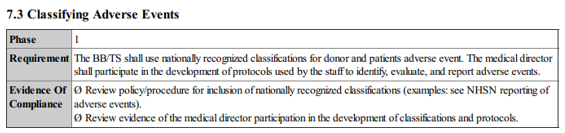 7.3 Classifying Adverse Events
Phase 1
Requirement The BB/TS shall use nationally recognized classifications for donor and patients adverse event. The medical director
shall participate in the development of protocols used by the staff to identify, evaluate, and report adverse events.
Evidence Of Ø Review policy/procedure for inclusion of nationally recognized classifications (examples: see NHSN reporting of
Compliance adverse events).
Ø Review evidence of the medical director participation in the development of classifications and protocols.